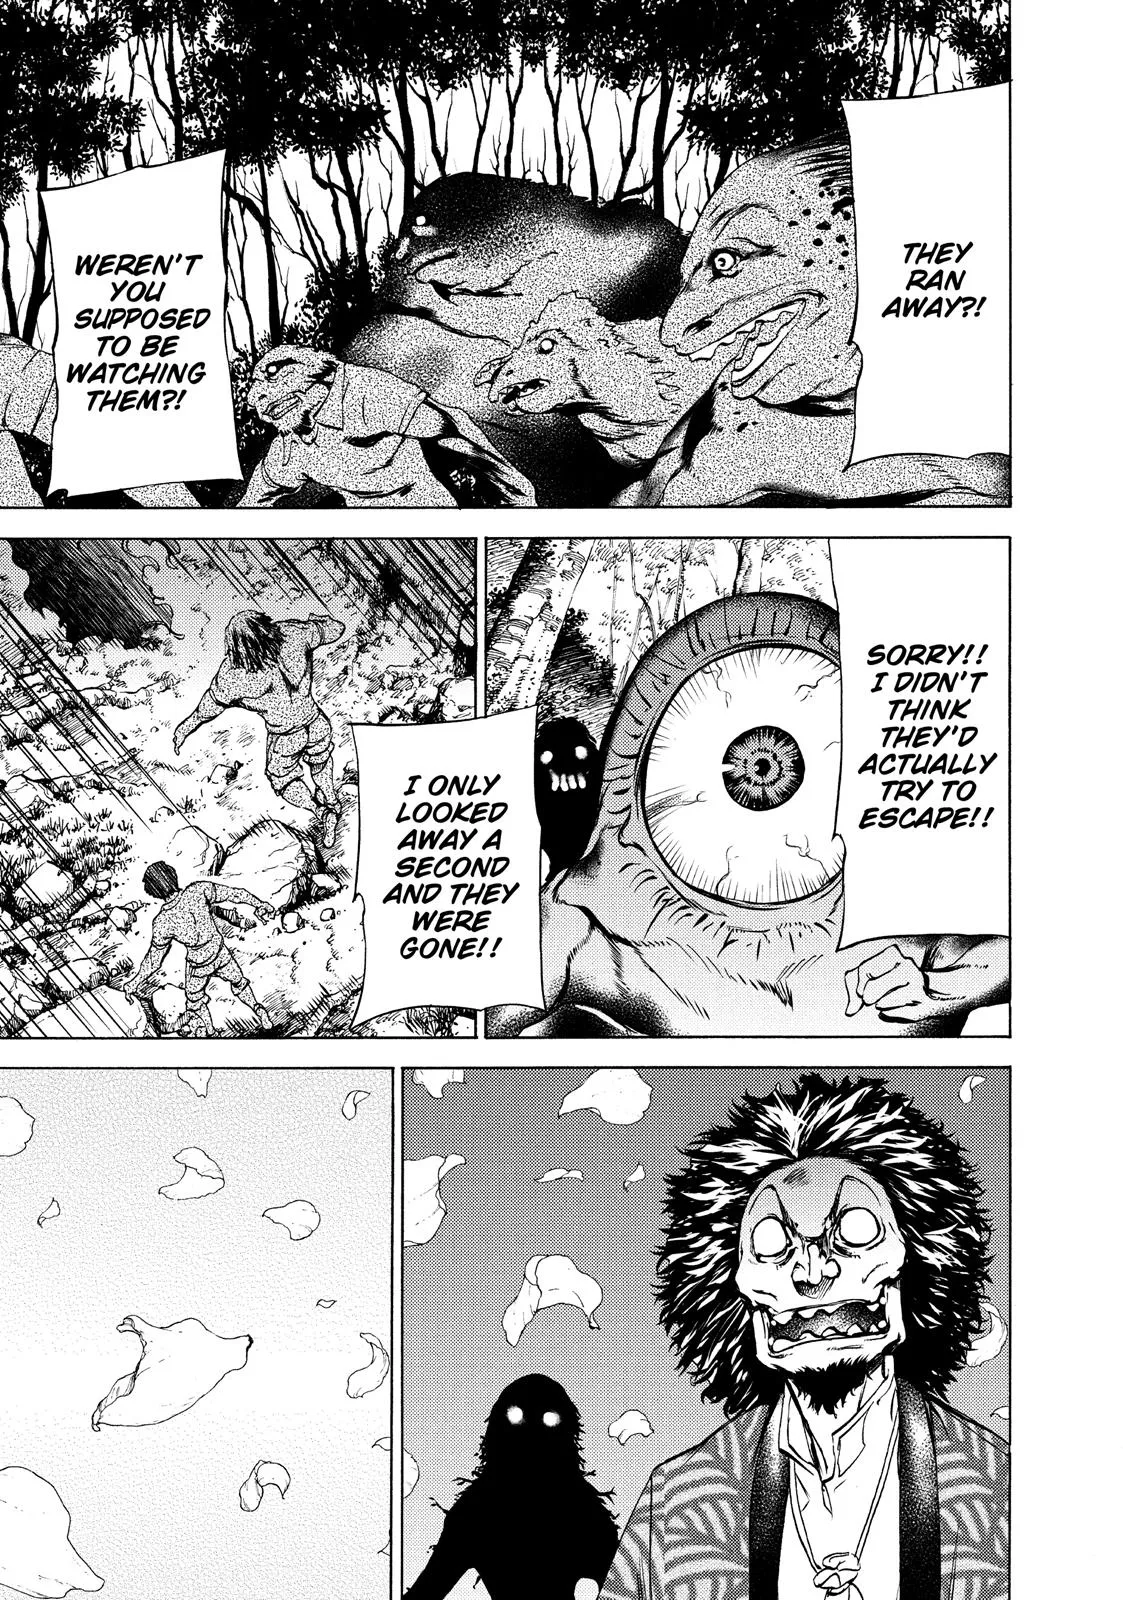 THEY
RAN
AWAY?!
WEREN'T
YOU
SUPPOSED
TO BE
WATCHING
THEM?!
SORRY!!
I DIDN'T
THINK
THEY'D
ACTUALLY
TRY TO
ESCAPE!!
I ONLY
LOOKED
AWAY A
SECOND
AND THEY
WERE
GONE!!